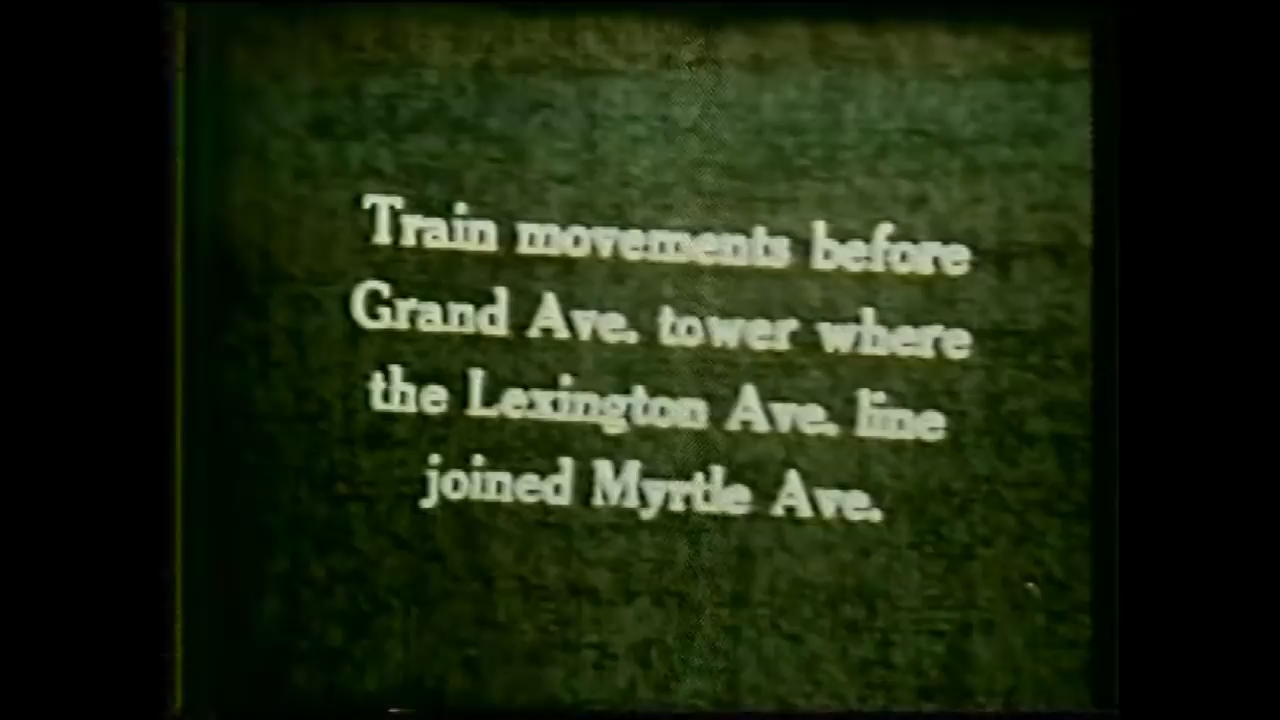 Train movements before
Grand Ave. tower where
the Lexington Ave. line
joined Myrtle Ave.